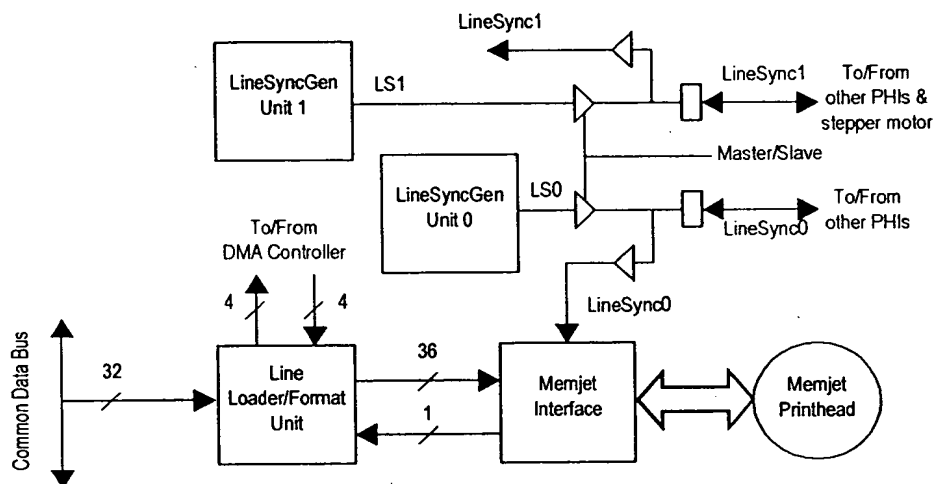 LineSync1
LineSyncGen
Unit 1
LS1
LineSync1
To/From
other PHIs &
stepper motor
Master/Slave
LineSyncGen
Unit 0
LS0
LineSync0
To/From
other PHIs
To/From
DMA Controller
4
4
LineSync0
Common Data Bus
32
Line
Loader/Format
Unit
36
1
Memjet
Interface
Memjet
Printhead